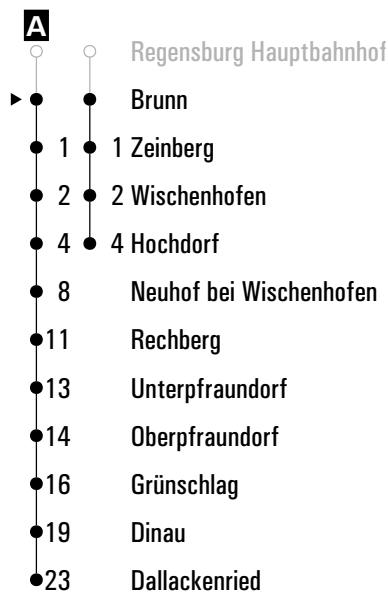 A
Regensburg Hauptbahnhof
Brunn
1 1 Zeinberg
2 2 Wischenhofen
4 4 Hochdorf
8 Neuhof bei Wischenhofen
11 Rechberg
13 Unterpfraundorf
14 Oberpfraundorf
16 Grünschlag
19 Dinau
23 Dallackenried